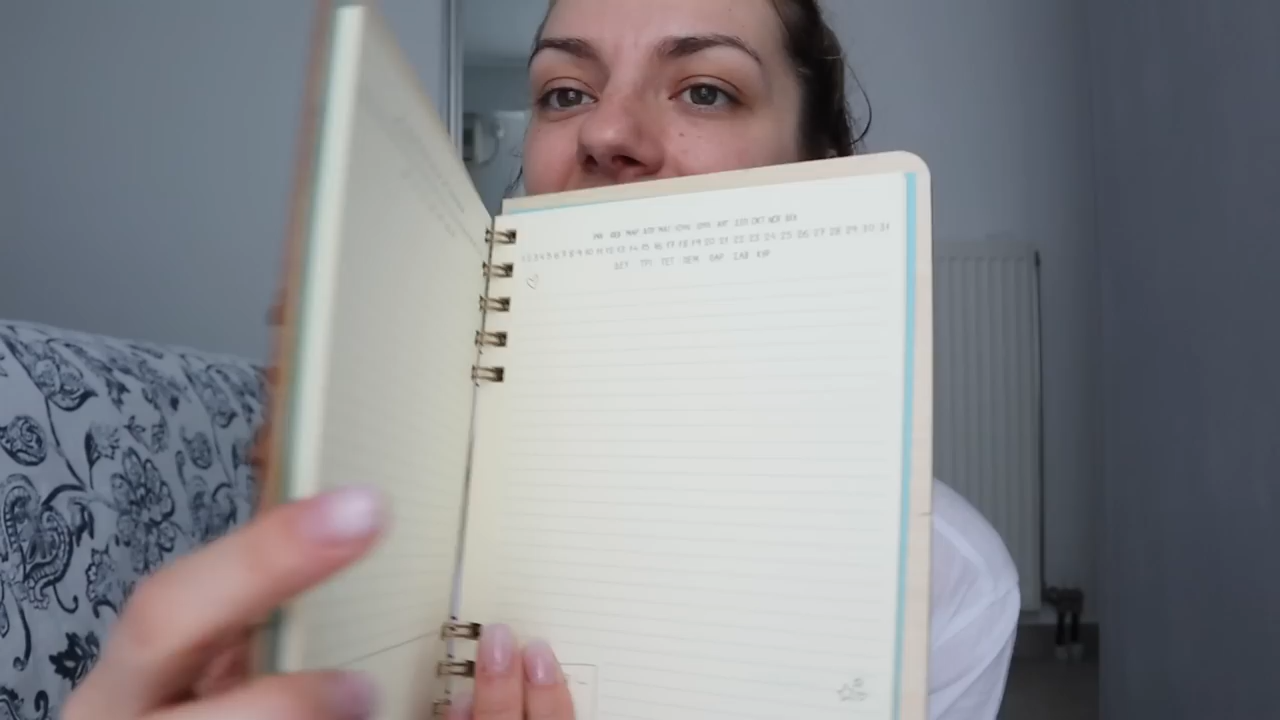 ΙΑΝ ΦΕΒ ΜΑΡ ΑΠΡ ΜΑΙ ΙΟΥΝ ΙΟΥΛ ΑΥΓ ΣΕΠ ΟΚΤ ΝΟΕ ΔΕΚ
1 2 3 4 5 6 7 8 9 10 11 12 13 14 15 16 17 18 19 20 21 22 23 24 25 26 27 28 29 30 31
ΔΕΥ ΤΡΙ ΤΕΤ ΠΕΜ ΠΑΡ ΣΑΒ ΚΥΡ